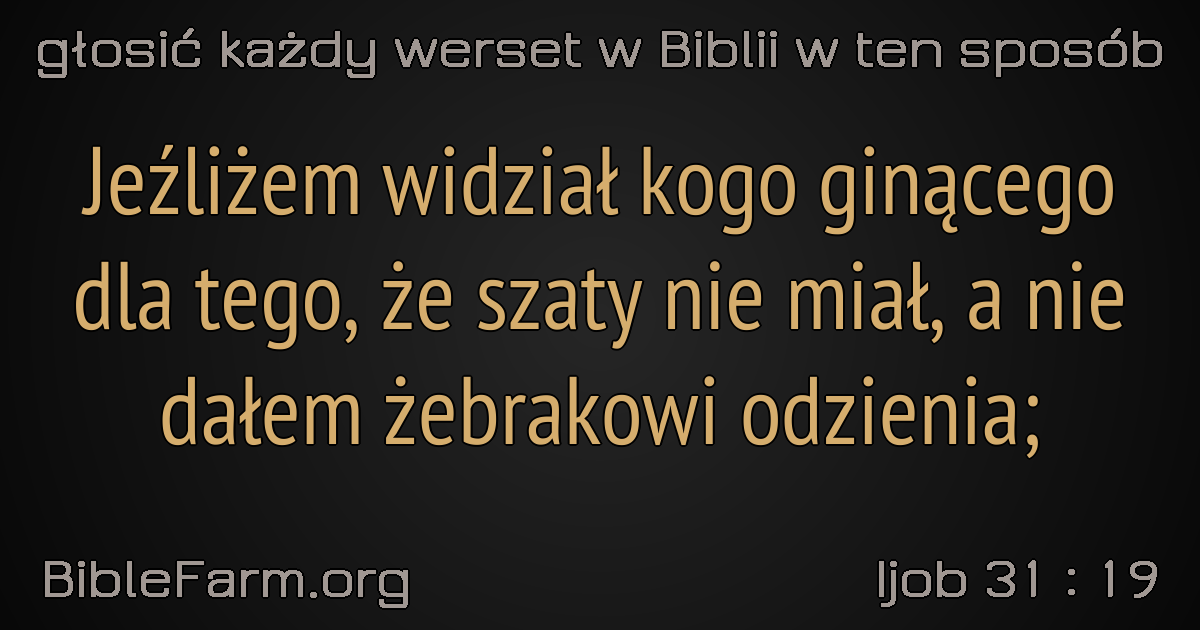 głosić każdy werset w Biblii w ten sposób
Jeźliżem widział kogo ginącego
dla tego, że szaty nie miał, a nie
dałem żebrakowi odzienia;
BibleFarm.org
Ijob 31 : 19